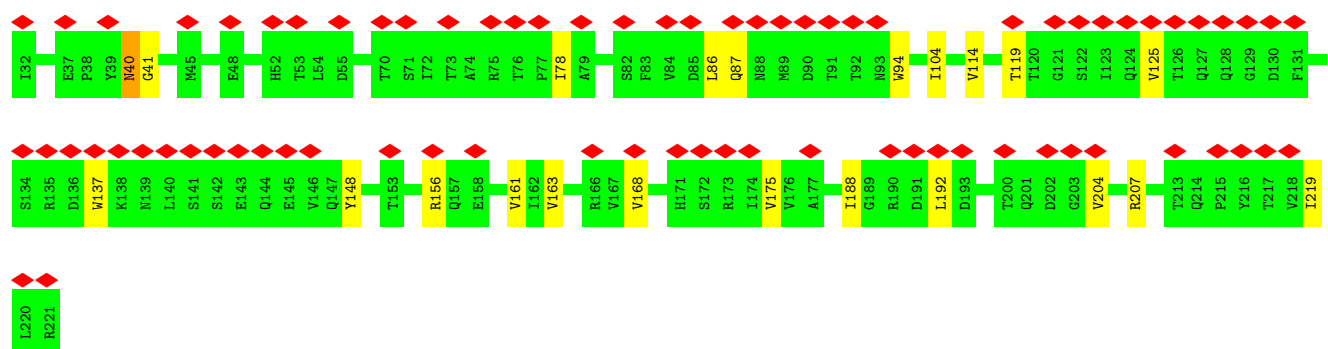 I32 E37 P38 Y39 N40 G41 M45 E48 H52 T53 L54 D55 T70 S71 I72 T73 A74 R75 T76 P77 I78 A79 S82 F83 V84 D85 L86 Q87 N88 M89 D90 T91 T92 N93 W94 I104 V114 T119 T120 G121 S122 I123 Q124 V125 T126 Q127 Q128 G129 D130 F131
S134 R135 D136 W137 K138 N139 L140 S141 S142 E143 Q144 E145 V146 Q147 Y148 T153 R156 Q157 E158 V161 I162 V163 R166 V167 V168 H171 S172 R173 I174 V175 V176 A177 I188 G189 R190 D191 L192 D193 T200 Q201 D202 G203 V204 R207 T213 Q214 P215 Y216 T217 V218 I219
L220 R221